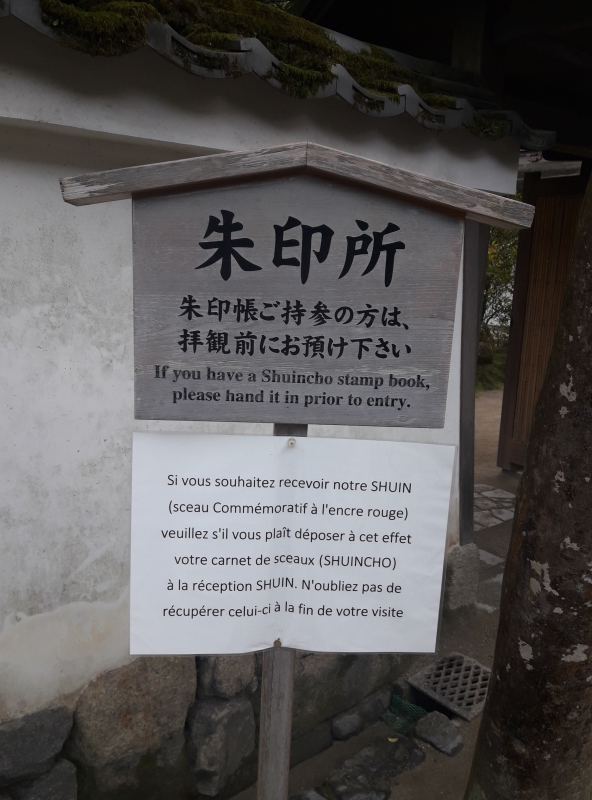 朱印所
朱印帳ご持参の方は、
拝観前にお預け下さい
If you have a Shuincho stamp book,
please hand it in prior to entry.
Si vous souhaitez recevoir notre SHUIN
(sceau Commémoratif à l'encre rouge)
veuillez s'il vous plaît déposer à cet effet
votre carnet de sceaux (SHUINCHO)
à la réception SHUIN. N'oubliez pas de
récupérer celui-ci à la fin de votre visite